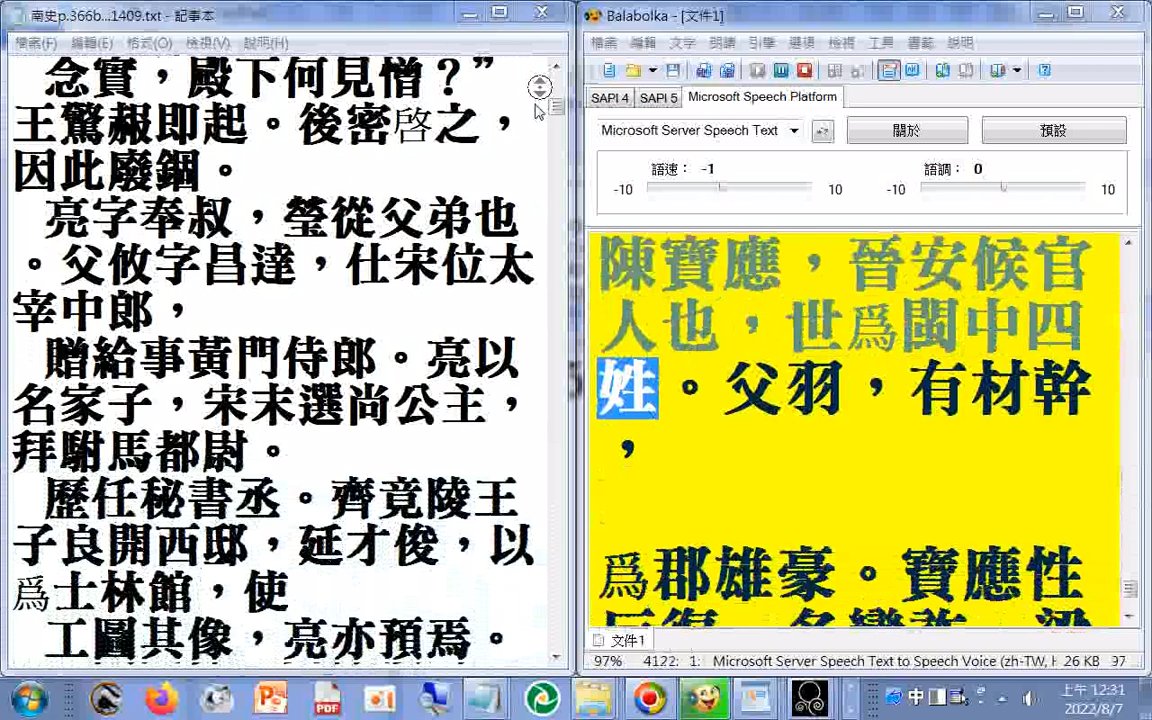 南史p.366b...1409.txt - 記事本
檔案(F) 編輯(E) 格式(O) 檢視(V) 說明(H)
念實，殿下何見憎？”
王驚赧即起。後密啓之，
因此廢錮。
亮字奉叔，瑩從父弟也
。父攸字昌達，仕宋位太
宰中郎，
贈給事黃門侍郎。亮以
名家子，宋末選尚公主，
拜駙馬都尉。
歷任秘書丞。齊竟陵王
子良開西邸，延才俊，以
爲士林館，使
工圖其像，亮亦預焉。
Balabolka - [文件1]
檔案 編輯 文字 朗讀 引擎 選項 檢視 工具 書籤 說明
SAPI 4 SAPI 5 Microsoft Speech Platform
Microsoft Server Speech Text 關於 預設
語速： -1 語調： 0
-10 10 -10 10
陳寶應，晉安候官
人也，世爲閩中四
姓。父羽，有材幹
，
爲郡雄豪。寶應性
反復，多變詐。梁
文件1
97% 4122: 1: Microsoft Server Speech Text to Speech Voice (zh-TW, H 26 KB 97
中
上午 12:31
2022/8/7